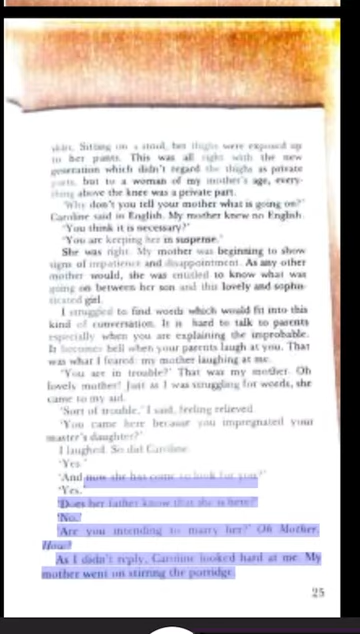 skirt. Sitting on a stool, her thighs were exposed up
to her pants. This was all right with the new
generation which didn't regard the thighs as private
parts, but to a woman of my mother's age, every-
thing above the knee was a private part.
'Why don't you tell your mother what is going on?'
Caroline said in English. My mother knew no English.
'You think it is necessary?'
'You are keeping her in suspense.'
She was right. My mother was beginning to show
signs of impatience and disappointment. As any other
mother would, she was entitled to know what was
going on between her son and this lovely and sophis-
ticated girl.
I struggled to find words which would fit into this
kind of conversation. It is hard to talk to parents
especially when you are explaining the improbable.
It becomes hell when your parents laugh at you. That
was what I feared: my mother laughing at me.
'You are in trouble?' That was my mother. Oh
lovely mother! Just as I was struggling for words, she
came to my aid.
'Sort of trouble,' I said, feeling relieved.
'You came here because you impregnated your
master's daughter?'
I laughed. So did Caroline.
'Yes.'
'And now she has come to look for you?'
'Yes.'
'Does her father know that she is here?'
'No.'
'Are you intending to marry her?' Oh Mother.
How?
As I didn't reply, Caroline looked hard at me. My
mother went on stirring the porridge.
25